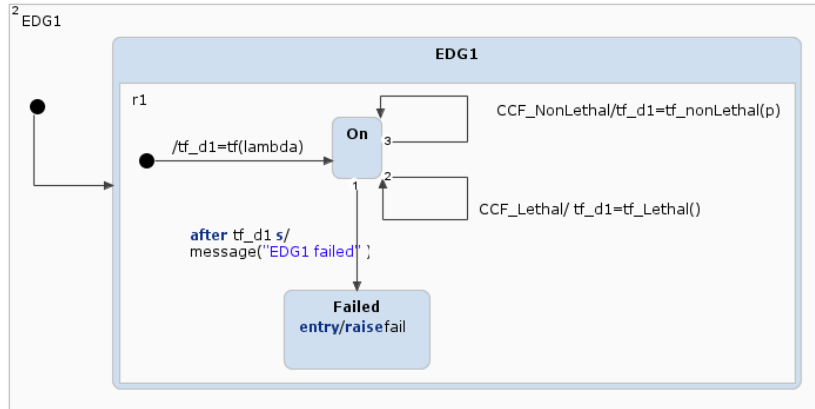 2
EDG1
EDG1
r1
/tf_d1=tf(lambda)
On
3
2
1
CCF_NonLethal/tf_d1=tf_nonLethal(p)
CCF_Lethal/ tf_d1=tf_Lethal()
after tf_d1 s/
message("EDG1 failed" )
Failed
entry/raisefail